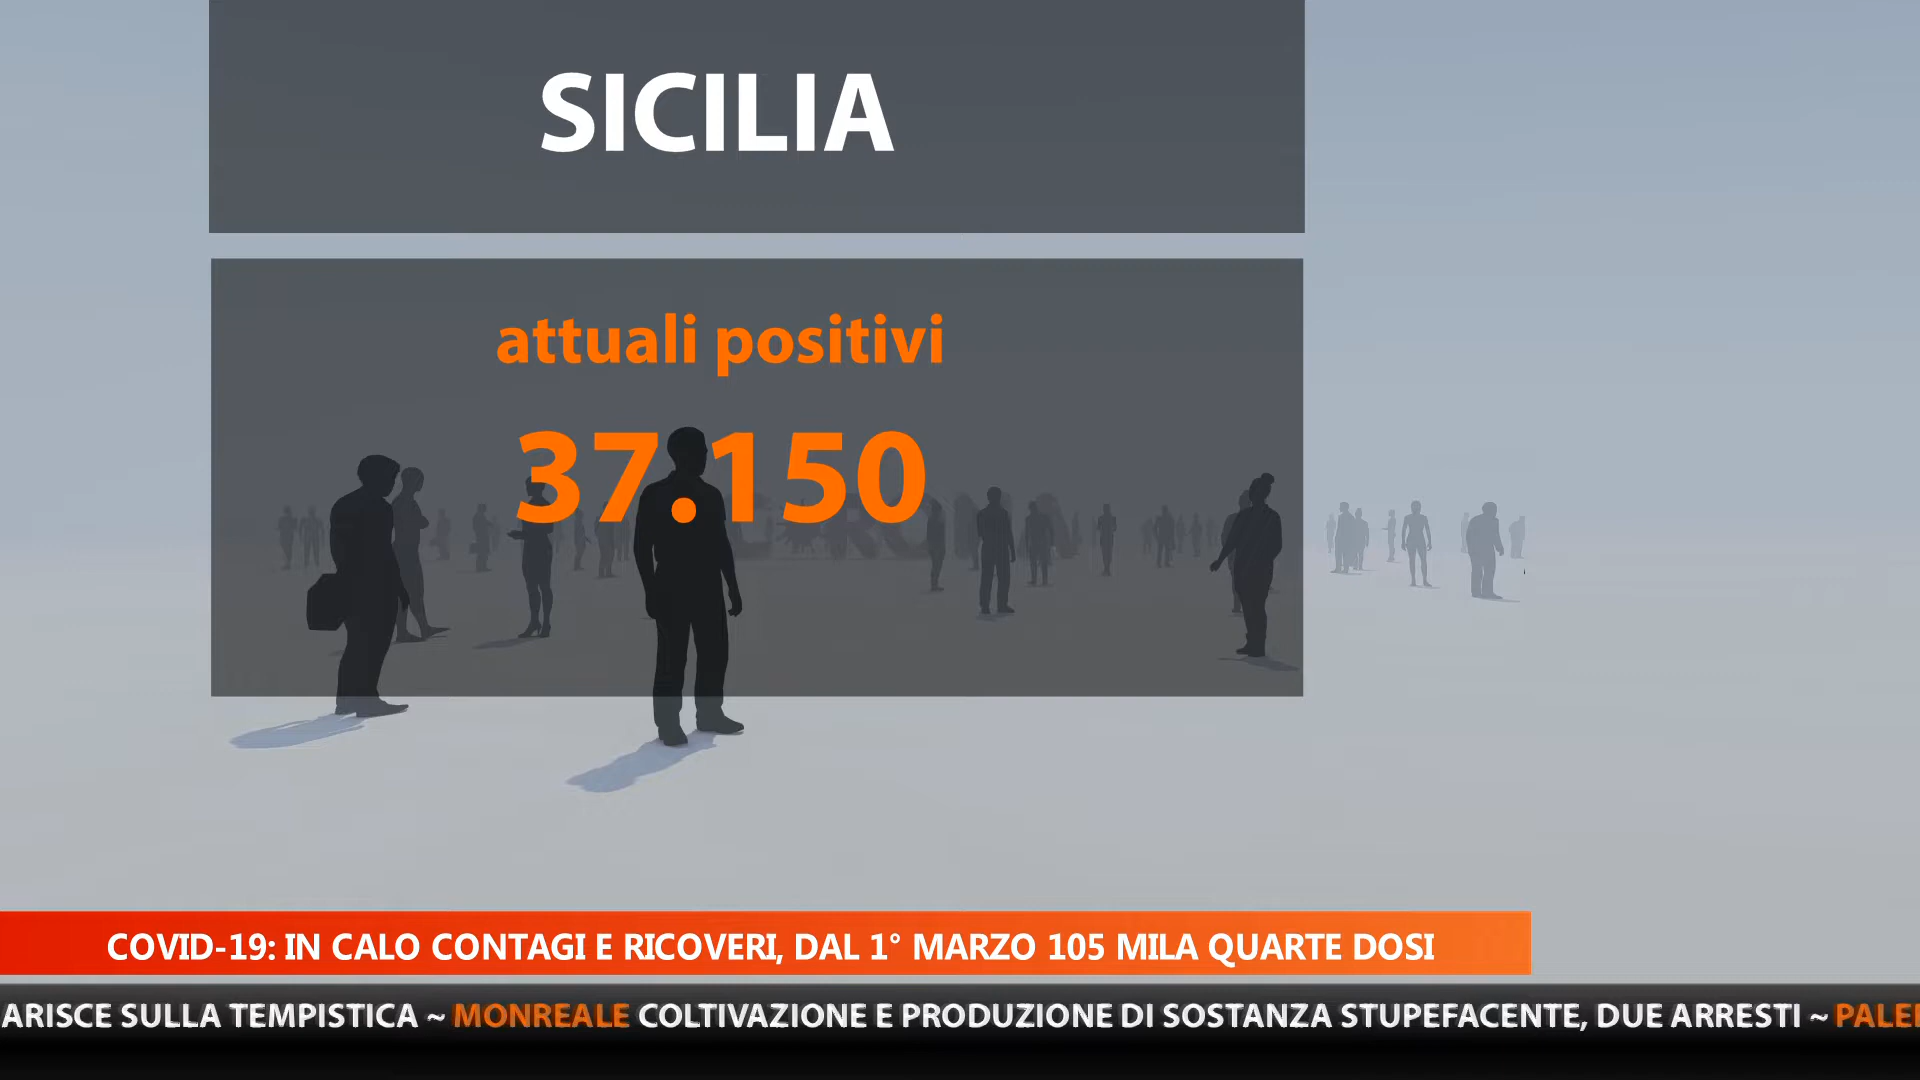 SICILIA
attuali positivi
37.150
COVID-19: IN CALO CONTAGI E RICOVERI, DAL 1° MARZO 105 MILA QUARTE DOSI
ARISCE SULLA TEMPISTICA ~ MONREALE COLTIVAZIONE E PRODUZIONE DI SOSTANZA STUPEFACENTE, DUE ARRESTI ~